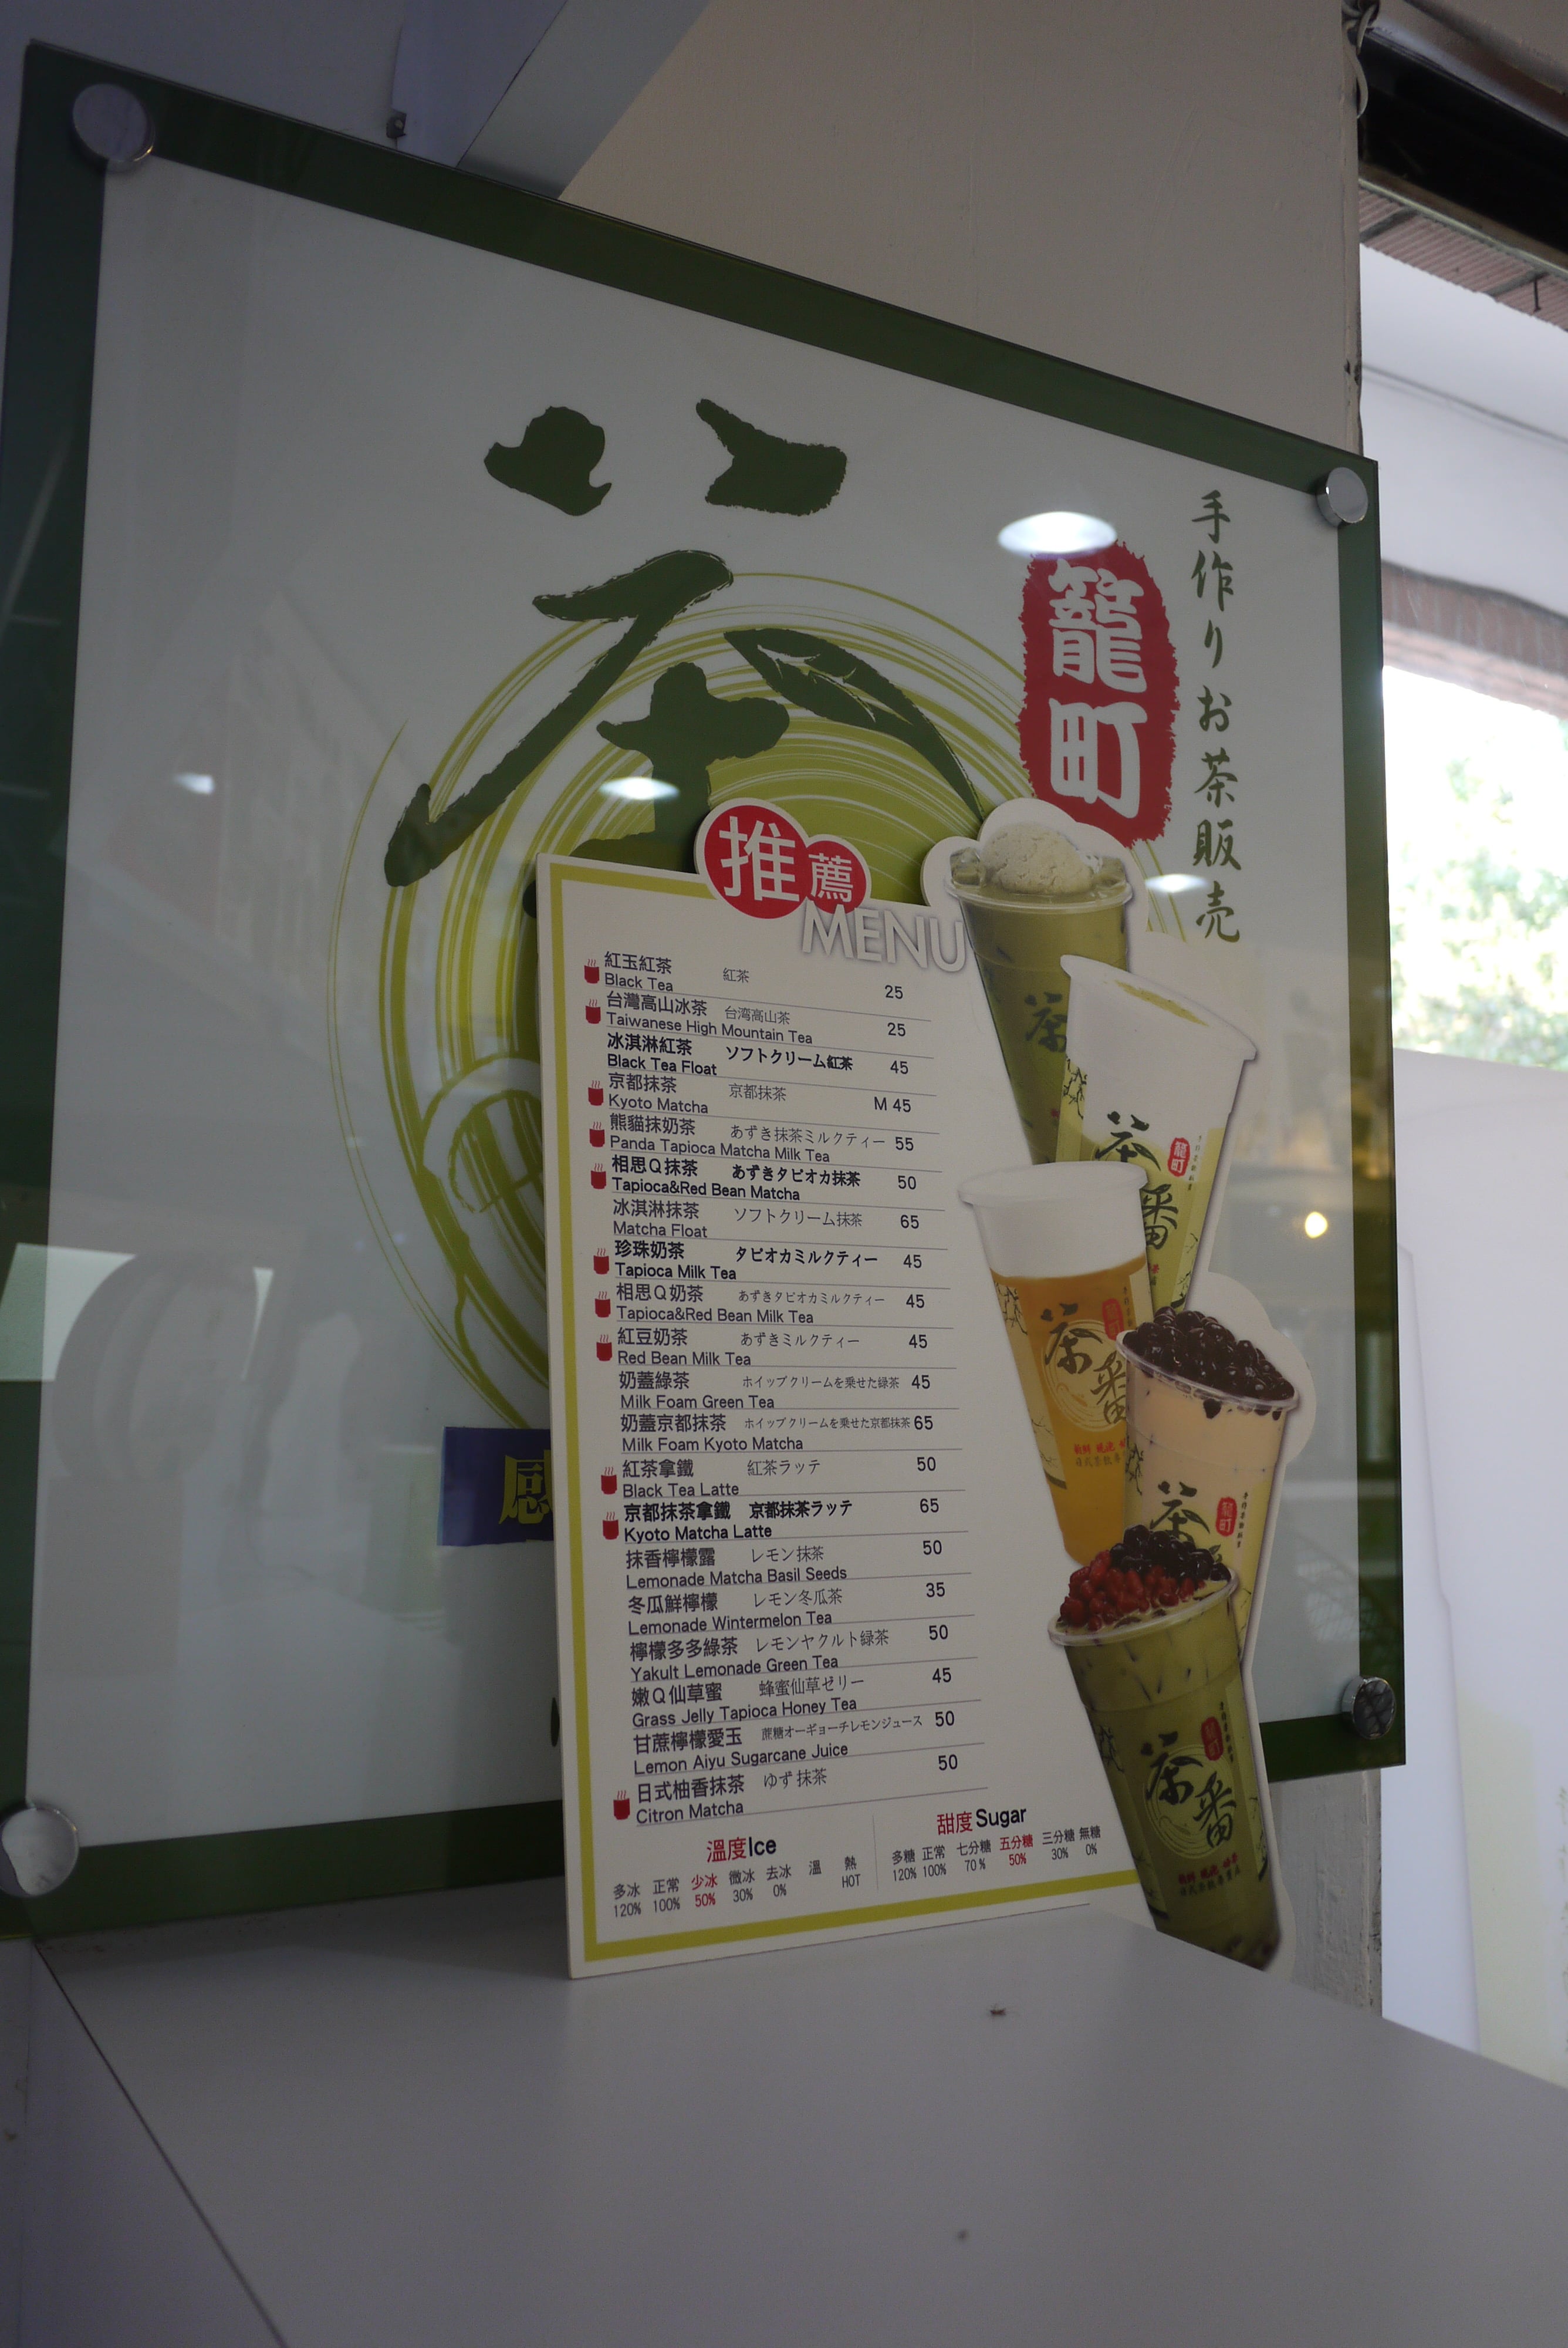 茶
籠町
手作りお茶販売
感
推薦
MENU
紅玉紅茶 紅茶
Black Tea 25
台灣高山冰茶 台湾高山茶
Taiwanese High Mountain Tea 25
冰淇淋紅茶 ソフトクリーム紅茶
Black Tea Float 45
京都抹茶 京都抹茶
Kyoto Matcha M 45
熊貓抹奶茶 あずき抹茶ミルクティー 55
Panda Tapioca Matcha Milk Tea
相思Q抹茶 あずきタピオカ抹茶 50
Tapioca&Red Bean Matcha
冰淇淋抹茶 ソフトクリーム抹茶 65
Matcha Float
珍珠奶茶 タピオカミルクティー 45
Tapioca Milk Tea
相思Q奶茶 あずきタピオカミルクティー 45
Tapioca&Red Bean Milk Tea
紅豆奶茶 あずきミルクティー 45
Red Bean Milk Tea
奶蓋綠茶 ホイップクリームを乗せた緑茶 45
Milk Foam Green Tea
奶蓋京都抹茶 ホイップクリームを乗せた京都抹茶 65
Milk Foam Kyoto Matcha
紅茶拿鐵 紅茶ラッテ 50
Black Tea Latte
京都抹茶拿鐵 京都抹茶ラッテ 65
Kyoto Matcha Latte
抹香檸檬露 レモン抹茶 50
Lemonade Matcha Basil Seeds
冬瓜鮮檸檬 レモン冬瓜茶 35
Lemonade Wintermelon Tea
檸檬多多綠茶 レモンヤクルト緑茶 50
Yakult Lemonade Green Tea
嫩Q仙草蜜 蜂蜜仙草ゼリー 45
Grass Jelly Tapioca Honey Tea
甘蔗檸檬愛玉 蔗糖オーギョーチレモンジュース 50
Lemon Aiyu Sugarcane Juice
日式柚香抹茶 ゆず抹茶 50
Citron Matcha
溫度Ice
多冰 正常 少冰 微冰 去冰 溫 熱
120% 100% 50% 30% 0% HOT
甜度Sugar
多糖 正常 七分糖 五分糖 三分糖 無糖
120% 100% 70% 50% 30% 0%
茶
茶番
籠町
茶番
茶
籠町
茶番
籠町